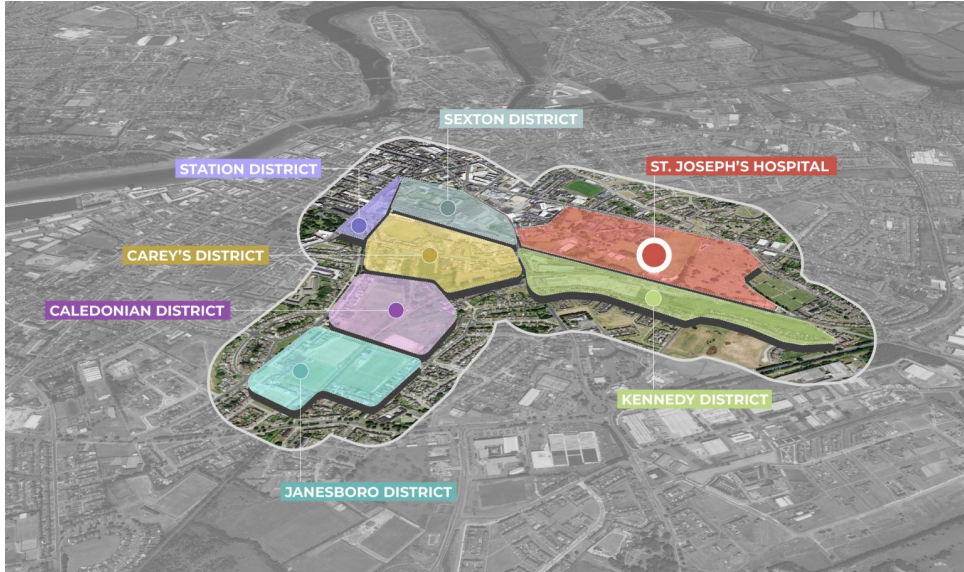 SEXTON DISTRICT
STATION DISTRICT
ST. JOSEPH'S HOSPITAL
CAREY'S DISTRICT
CALEDONIAN DISTRICT
KENNEDY DISTRICT
JANESBORO DISTRICT